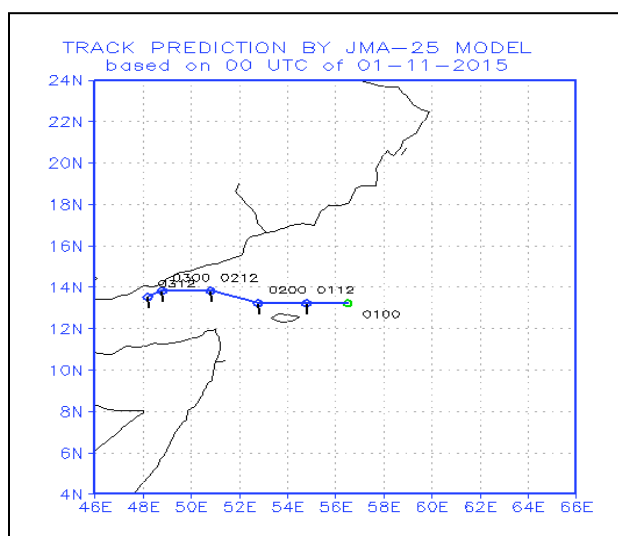 TRACK PREDICTION BY JMA-25 MODEL
based on 00 UTC of 01-11-2015
24N
22N
20N
18N
16N
14N
12N
10N
8N
6N
4N
0312 0300 0212
0200 0112
0100
46E 48E 50E 52E 54E 56E 58E 60E 62E 64E 66E